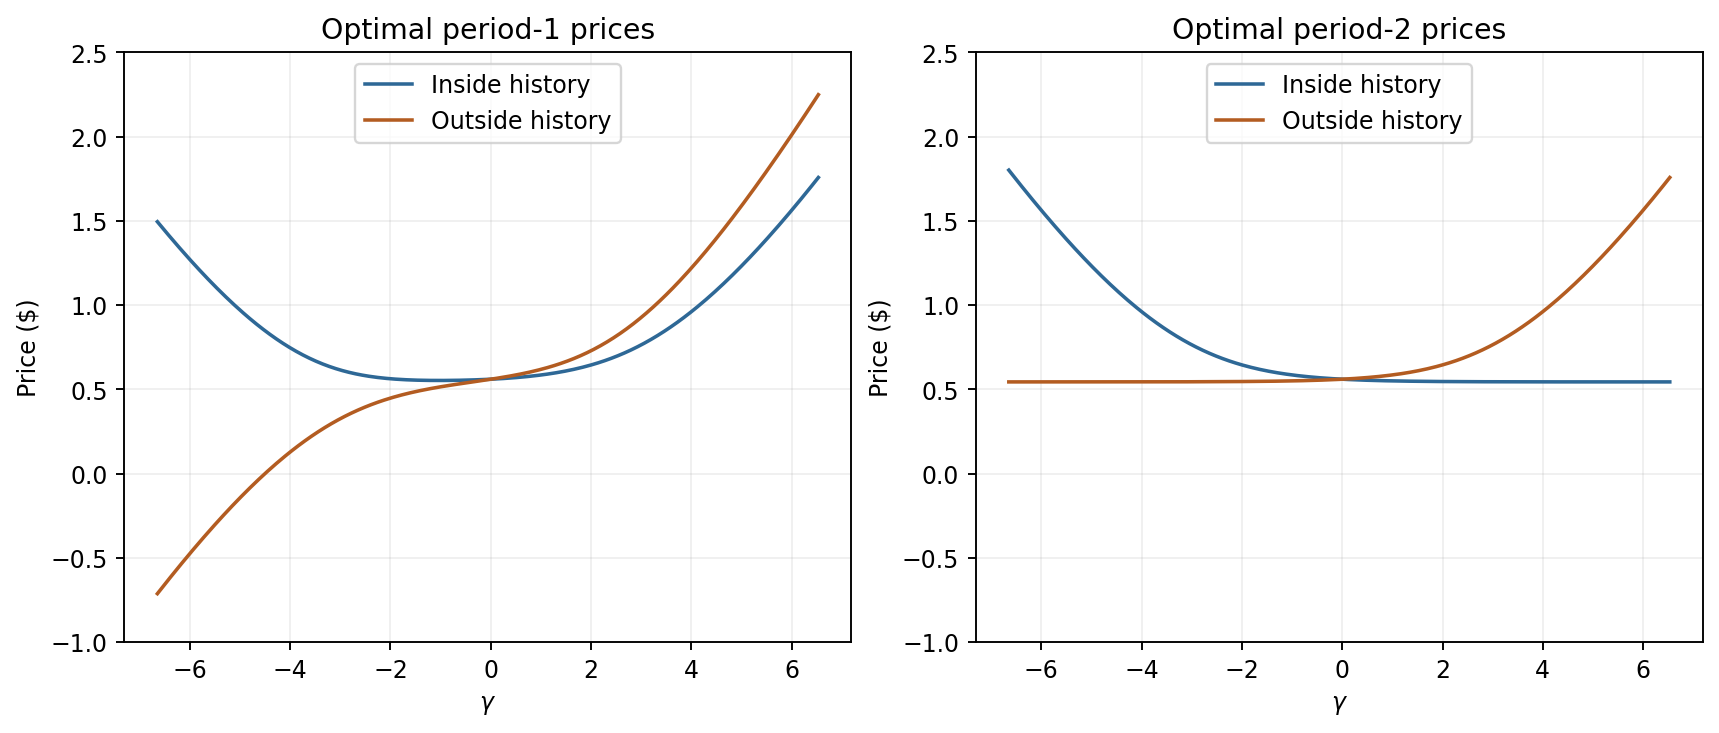 Optimal period-1 prices
Inside history
Outside history
2.5
2.0
1.5
1.0
0.5
0.0
−0.5
−1.0
Price ($)
−6 −4 −2 0 2 4 6
γ
Optimal period-2 prices
Inside history
Outside history
2.5
2.0
1.5
1.0
0.5
0.0
−0.5
−1.0
Price ($)
−6 −4 −2 0 2 4 6
γ